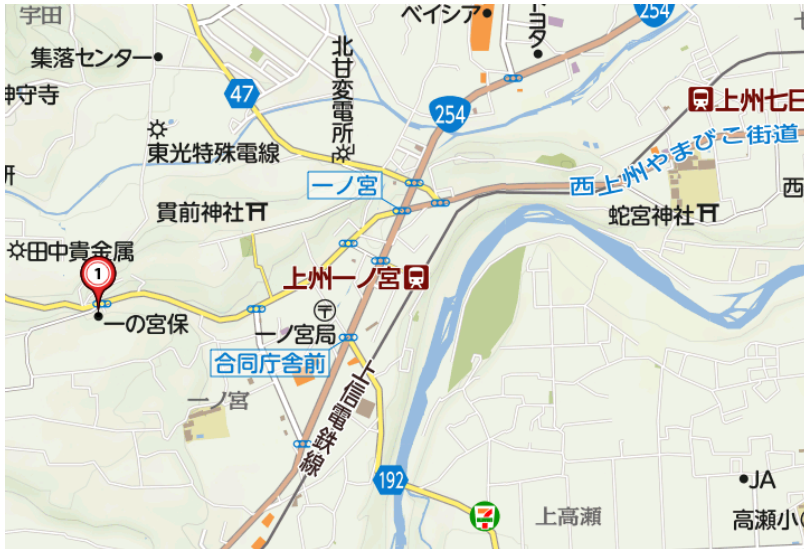 宇田
ベイシア
254
254
トヨタ
集落センター
神守寺
47
北甘変電所
東光特殊電線
上州七日
西上州やまびこ街道
研
一ノ宮
貫前神社
蛇宮神社
西
田中貴金属
1
上州一ノ宮
一の宮保
〒
一ノ宮局
合同庁舎前
上信電鉄線
一ノ宮
192
7
上高瀬
JA
高瀬小